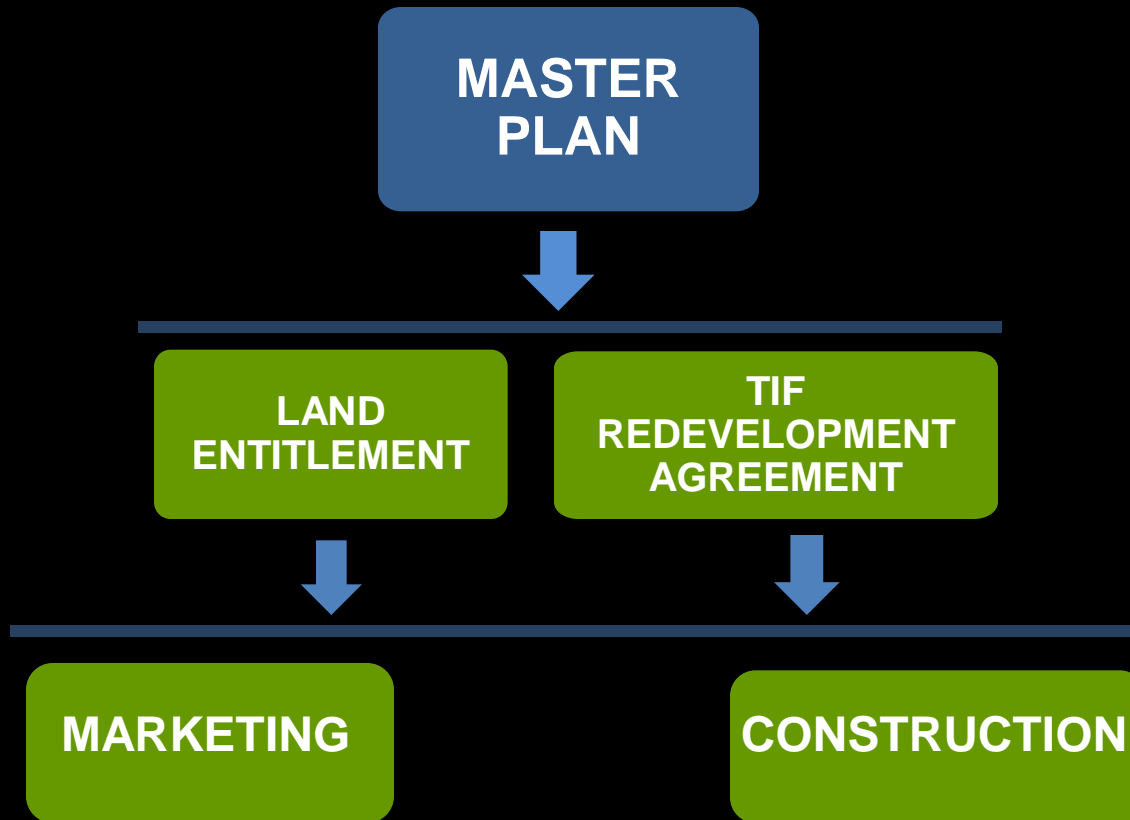 MASTER
PLAN
LAND
ENTITLEMENT
TIF
REDEVELOPMENT
AGREEMENT
MARKETING
CONSTRUCTION